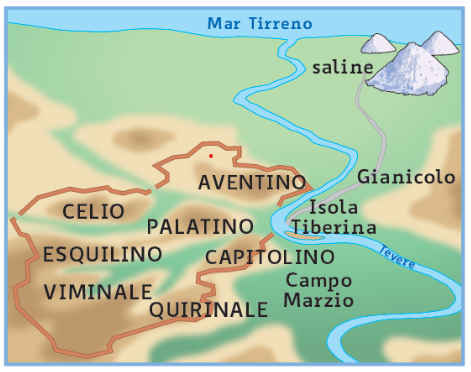 Mar Tirreno
saline
Gianicolo
AVENTINO
Isola
Tiberina
CELIO
PALATINO
ESQUILINO
CAPITOLINO
Tevere
Campo
Marzio
VIMINALE
QUIRINALE